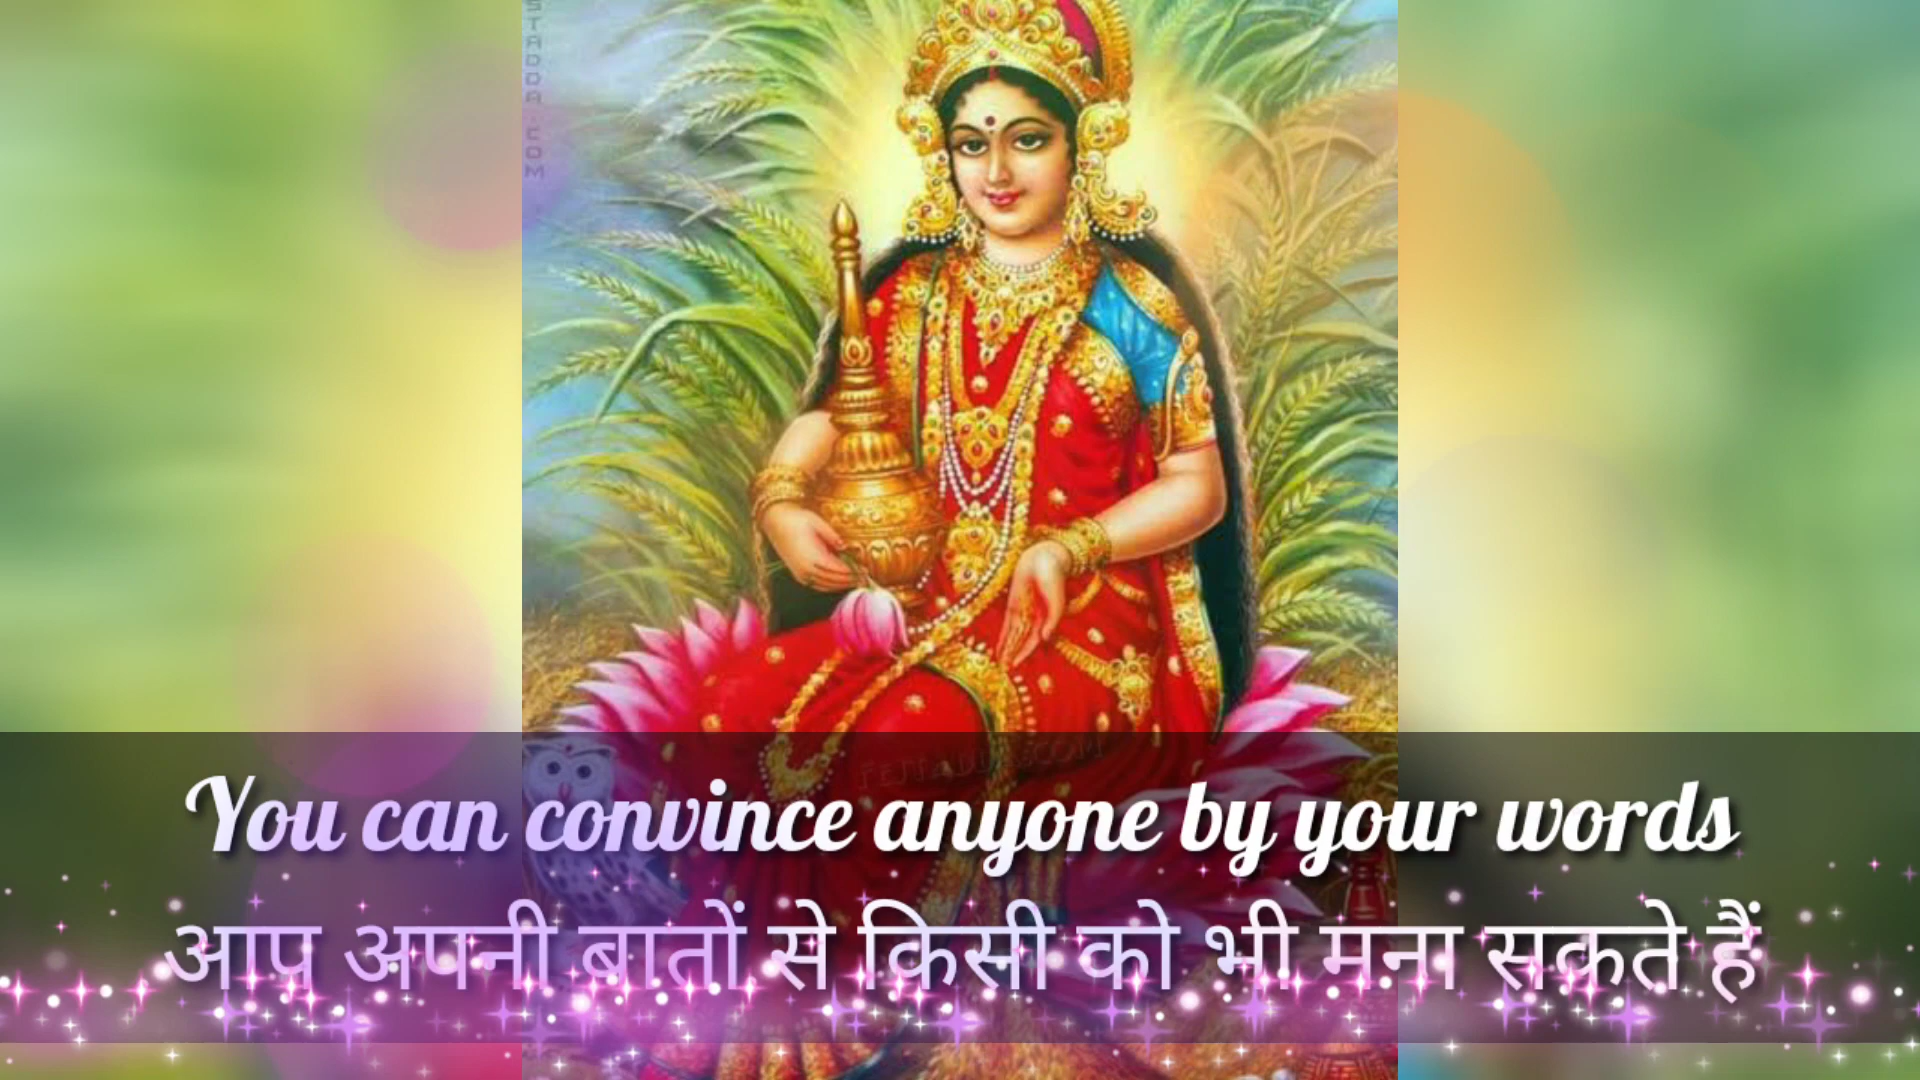 You can convince anyone by your words
आप अपनी बातों से किसी को भी मना सकते हैं